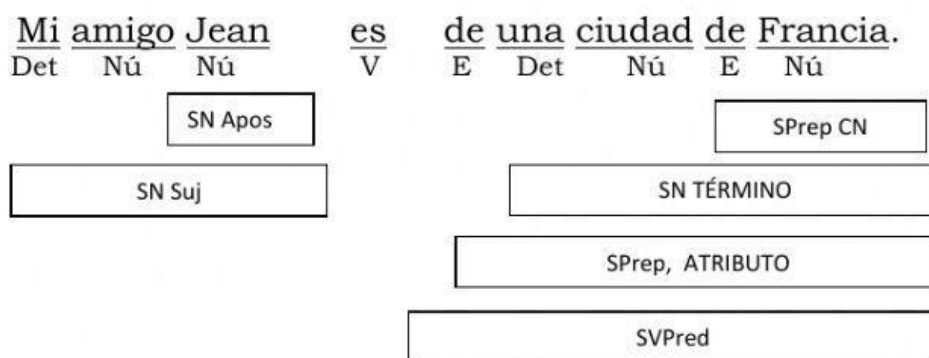 Mi amigo Jean es de una ciudad de Francia.
Det Nú Nú V E Det Nú E Nú
SN Apos SPrep CN
SN Suj SN TÉRMINO
SPrep, ATRIBUTO
SVPred